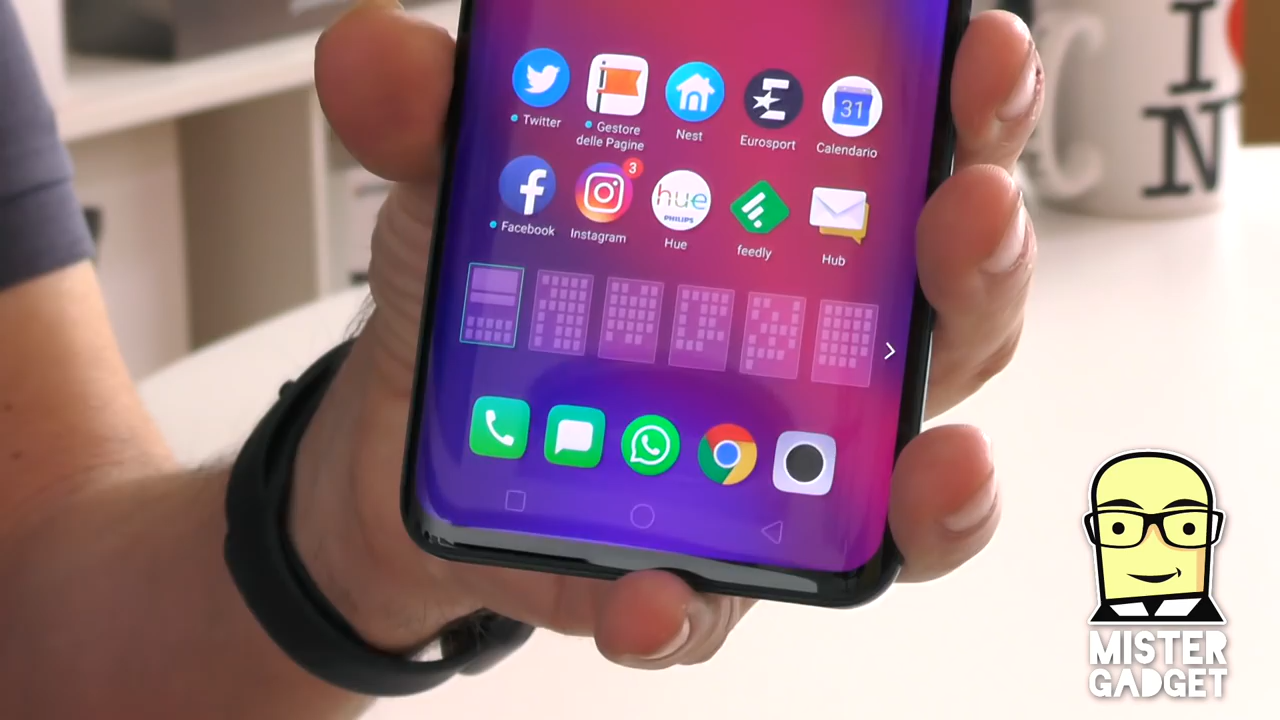 Twitter
Gestore
delle Pagine
Nest
Eurosport
31
Calendario
Facebook
3
Instagram
hue
PHILIPS
Hue
feedly
Hub
I
N
MISTER
GADGET